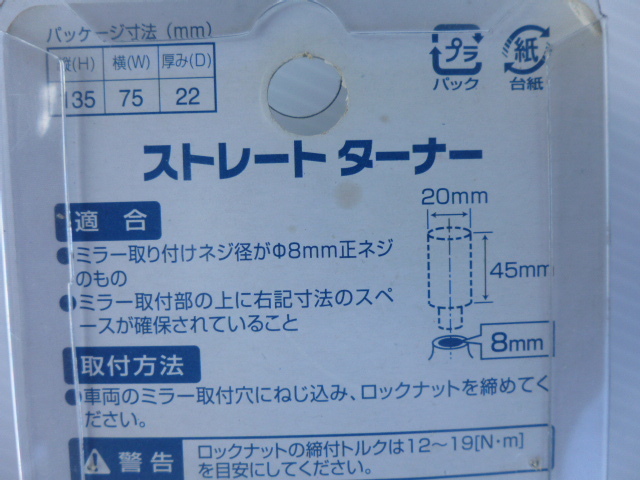 パッケージ寸法(mm)
縦(H) 横(W) 厚み(D)
135 75 22
プラ
パック
紙
台紙
ストレート ターナー
適合
●ミラー取り付けネジ径がΦ8mm正ネジ
のもの
●ミラー取付部の上に右記寸法のスペ
ースが確保されていること
20mm
45mm
8mm
取付方法
●車両のミラー取付穴にねじ込み、ロックナットを締めてく
ださい。
警告
ロックナットの締付トルクは12〜19[N・m]
を目安にしてください。